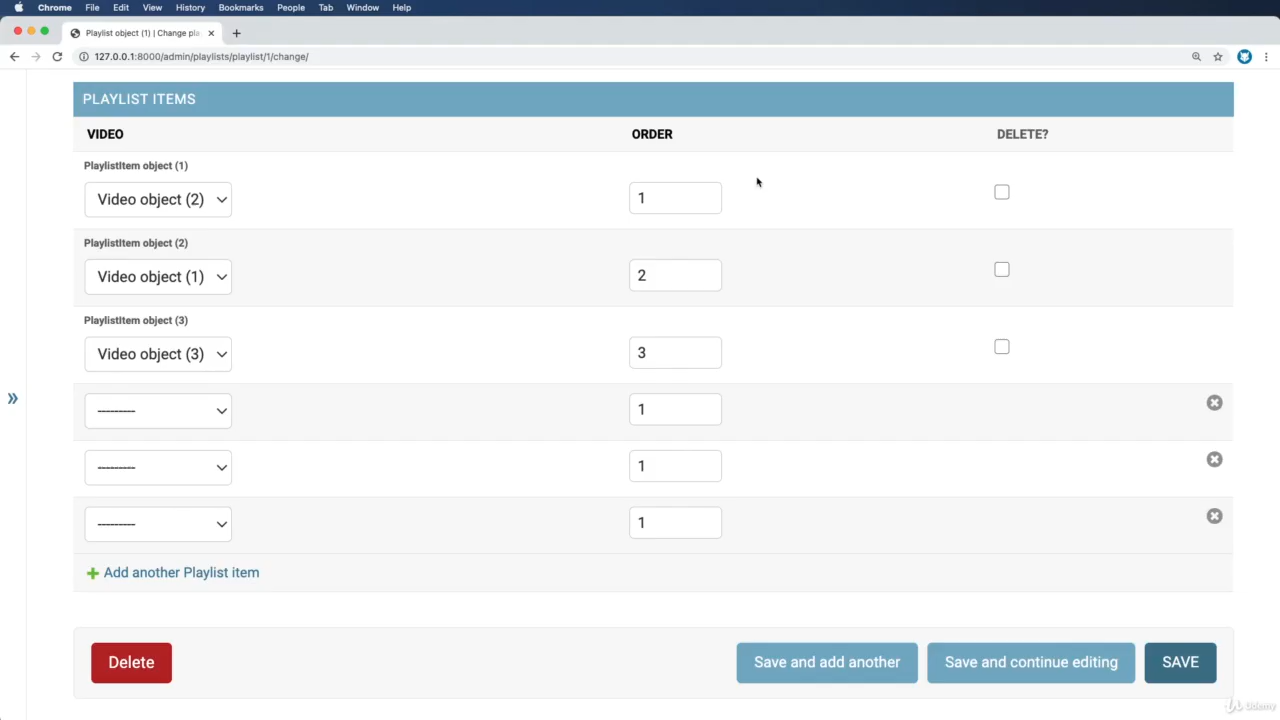 Chrome File Edit View History Bookmarks People Tab Window Help
Playlist object (1) | Change pla
127.0.0.1:8000/admin/playlists/playlist/1/change/
PLAYLIST ITEMS
VIDEO ORDER DELETE?
PlaylistItem object (1)
Video object (2) 1
PlaylistItem object (2)
Video object (1) 2
PlaylistItem object (3)
Video object (3) 3
--------- 1
--------- 1
--------- 1
Add another Playlist item
Delete Save and add another Save and continue editing SAVE
Udemy